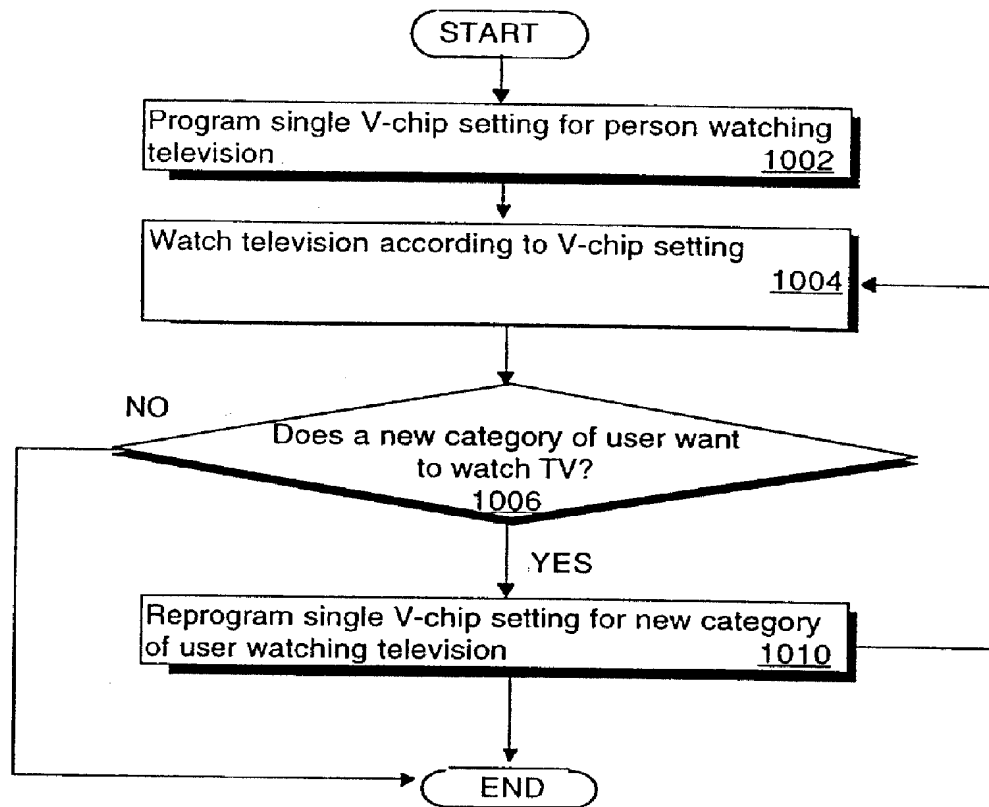 START
Program single V-chip setting for person watching
television
1002
Watch television according to V-chip setting
1004
NO
Does a new category of user want
to watch TV?
1006
YES
Reprogram single V-chip setting for new category
of user watching television
1010
END